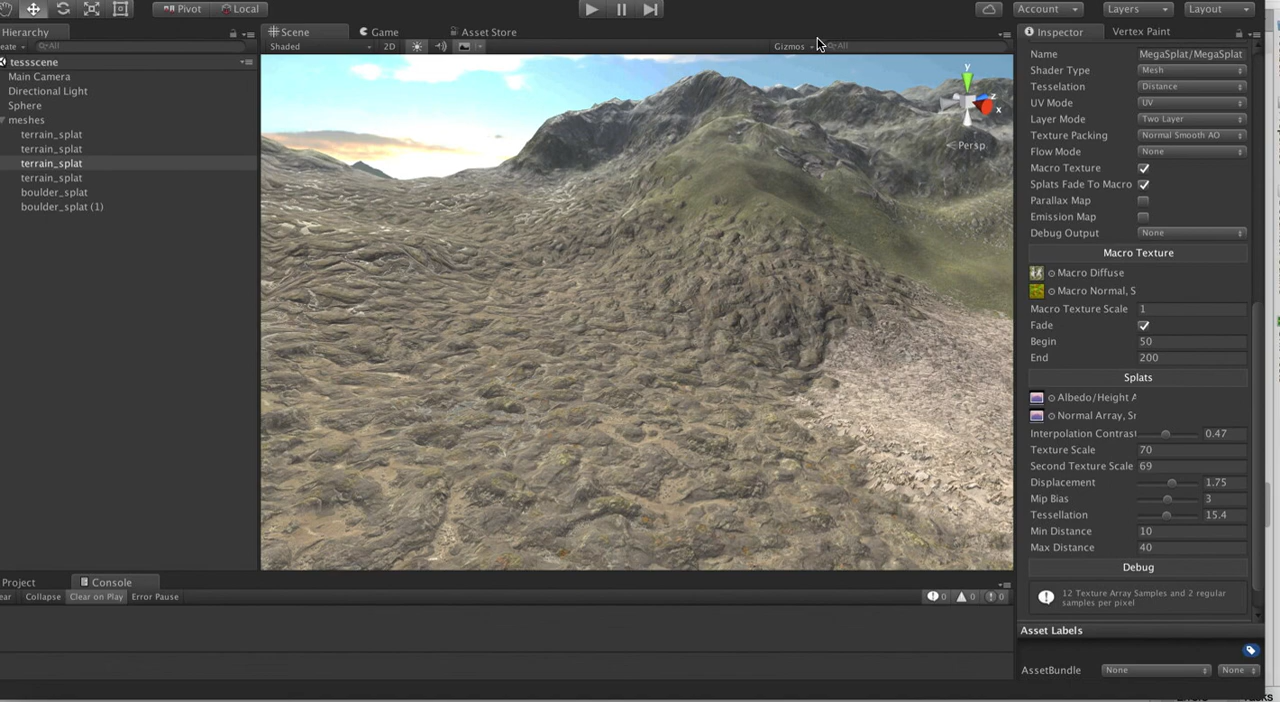 Pivot Local Account Layers Layout
Hierarchy
All
tessscene
Main Camera
Directional Light
Sphere
meshes
terrain_splat
terrain_splat
terrain_splat
terrain_splat
boulder_splat
boulder_splat (1)
Scene Game Asset Store
Shaded 2D Gizmos All
y
z
x
Persp
Project Console
Collapse Clear on Play Error Pause 0 0 0
Inspector Vertex Paint
Name MegaSplat/MegaSplat
Shader Type Mesh
Tesselation Distance
UV Mode UV
Layer Mode Two Layer
Texture Packing Normal Smooth AO
Flow Mode None
Macro Texture
Splats Fade To Macro
Parallax Map
Emission Map
Debug Output None
Macro Texture
Macro Diffuse
Macro Normal, S
Macro Texture Scale 1
Fade
Begin 50
End 200
Splats
Albedo/Height A
Normal Array, Sr
Interpolation Contrast 0.47
Texture Scale 70
Second Texture Scale 69
Displacement 1.75
Mip Bias 3
Tessellation 15.4
Min Distance 10
Max Distance 40
Debug
12 Texture Array Samples and 2 regular
samples per pixel
Asset Labels
AssetBundle None None